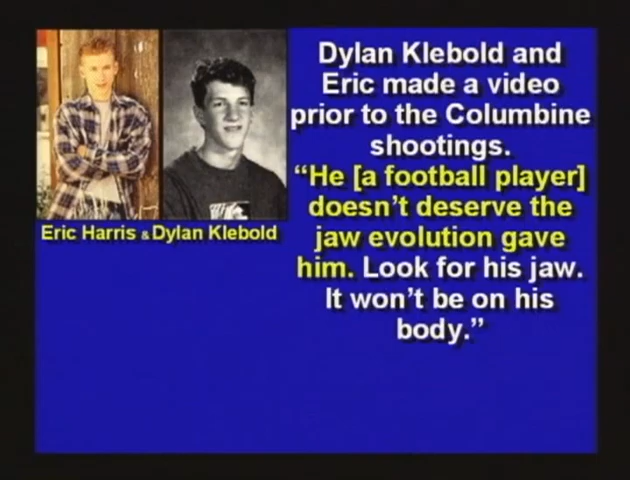 Dylan Klebold and
Eric made a video
prior to the Columbine
shootings.
“He [a football player]
doesn’t deserve the
jaw evolution gave
him. Look for his jaw.
It won’t be on his
body.”
Eric Harris & Dylan Klebold